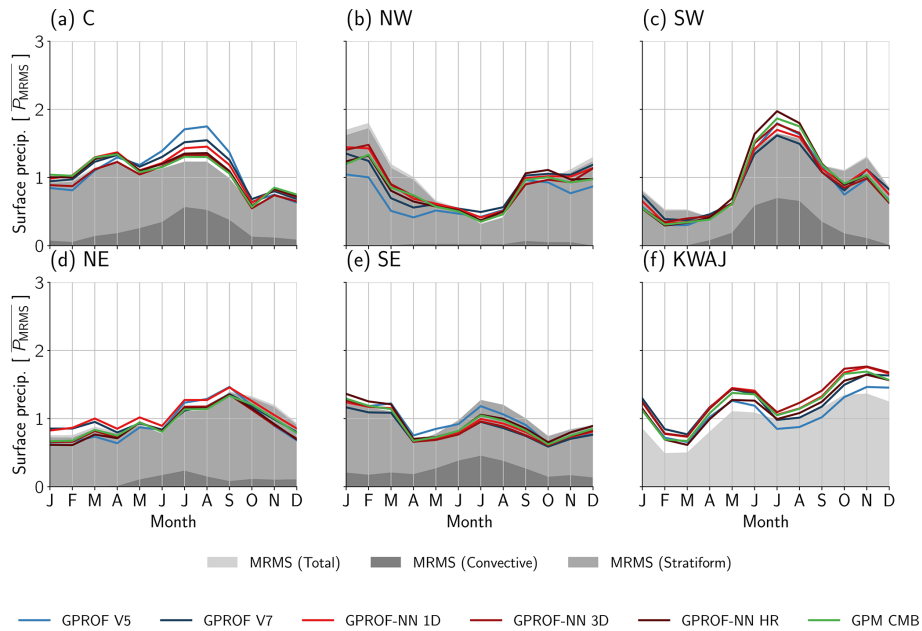 (a) C
(b) NW
(c) SW
Surface precip. [ P_MRMS ]
3
2
1
0
(d) NE
(e) SE
(f) KWAJ
Surface precip. [ P_MRMS ]
3
2
1
0
J F M A M J J A S O N D
J F M A M J J A S O N D
J F M A M J J A S O N D
Month
Month
Month
MRMS (Total)
MRMS (Convective)
MRMS (Stratiform)
GPROF V5
GPROF V7
GPROF-NN 1D
GPROF-NN 3D
GPROF-NN HR
GPM CMB